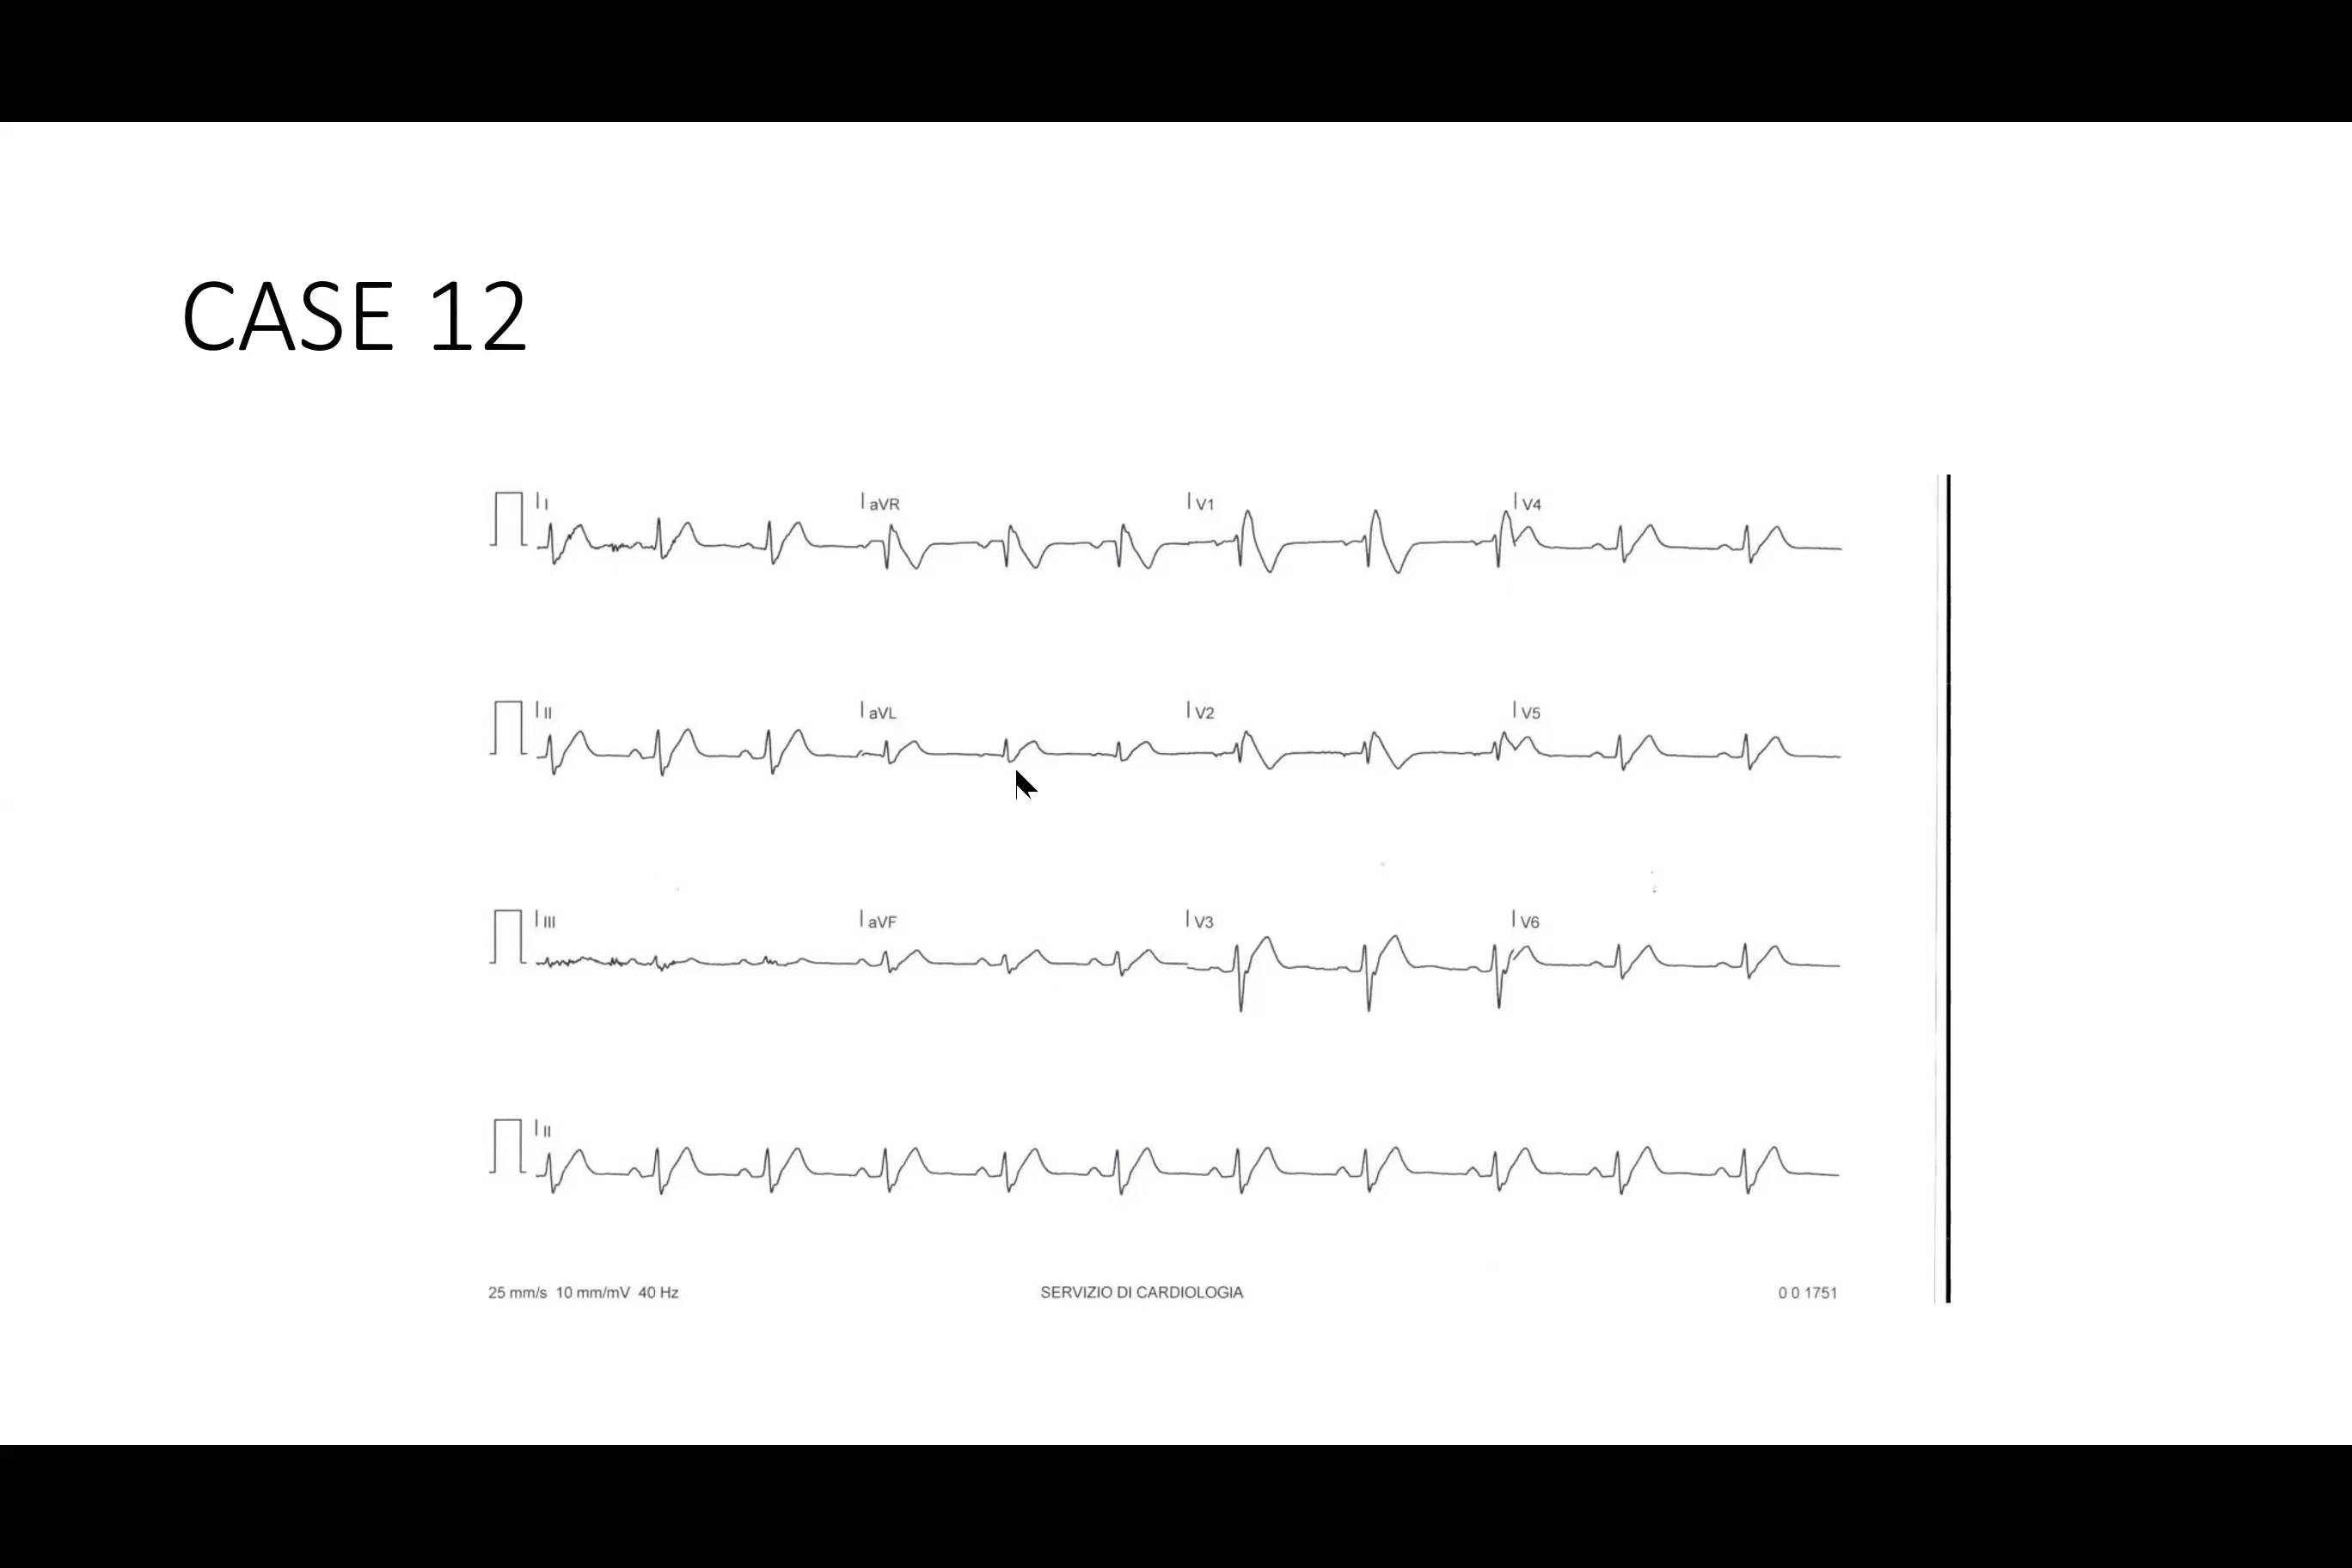 CASE 12
I aVR V1 V4
II aVL V2 V5
III aVF V3 V6
II
25 mm/s 10 mm/mV 40 Hz SERVIZIO DI CARDIOLOGIA 0 0 1751